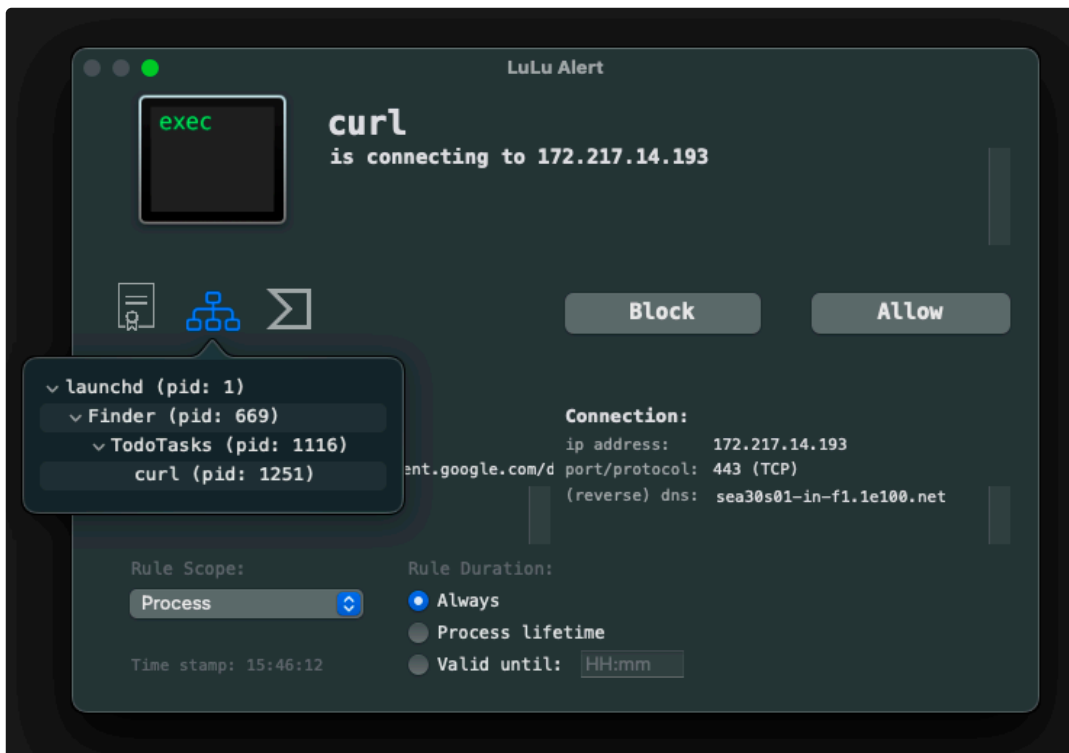 LuLu Alert
exec
curl
is connecting to 172.217.14.193
Block
Allow
launchd (pid: 1)
Finder (pid: 669)
TodoTasks (pid: 1116)
curl (pid: 1251)
ent.google.com/d
Connection:
ip address: 172.217.14.193
port/protocol: 443 (TCP)
(reverse) dns: sea30s01-in-f1.1e100.net
Rule Scope:
Process
Time stamp: 15:46:12
Rule Duration:
Always
Process lifetime
Valid until: HH:mm